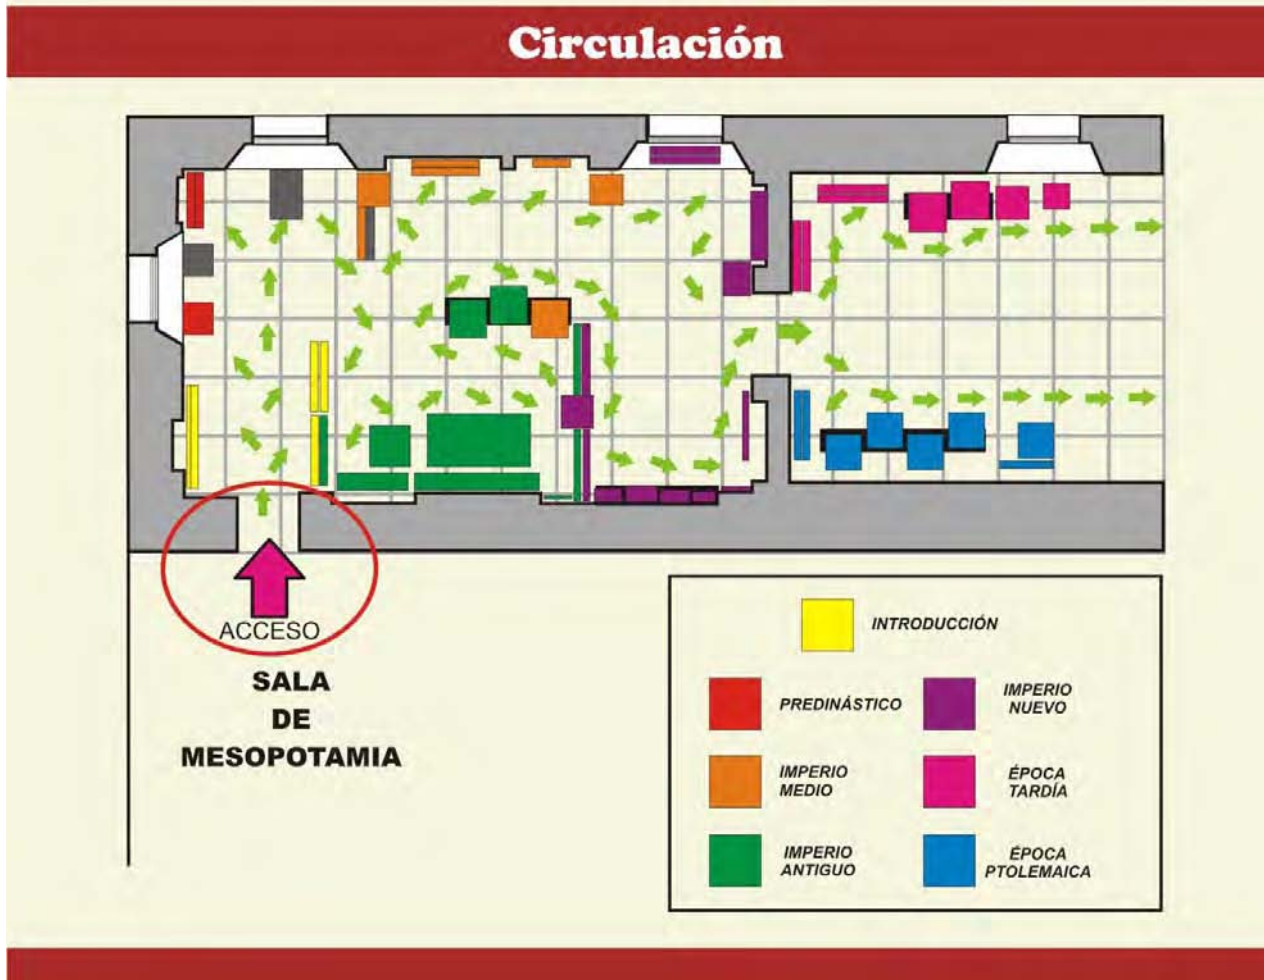 Circulación
ACCESO
SALA
DE
MESOPOTAMIA
INTRODUCCIÓN
PREDINÁSTICO
IMPERIO
NUEVO
IMPERIO
MEDIO
ÉPOCA
TARDÍA
IMPERIO
ANTIGUO
ÉPOCA
PTOLEMAICA